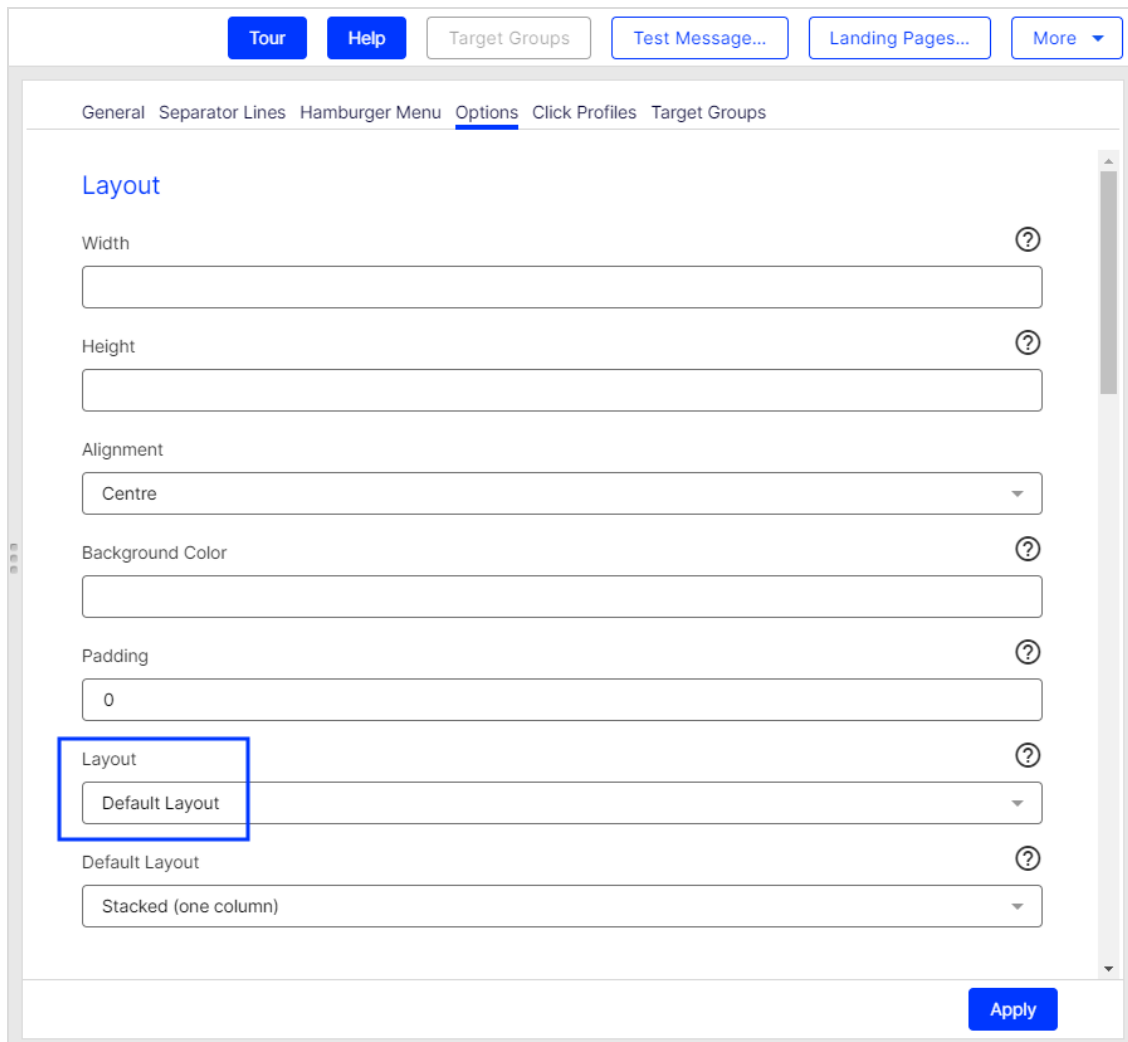 Tour Help Target Groups Test Message... Landing Pages... More
General Separator Lines Hamburger Menu Options Click Profiles Target Groups
Layout
Width
Height
Alignment
Centre
Background Color
Padding
0
Layout
Default Layout
Default Layout
Stacked (one column)
Apply